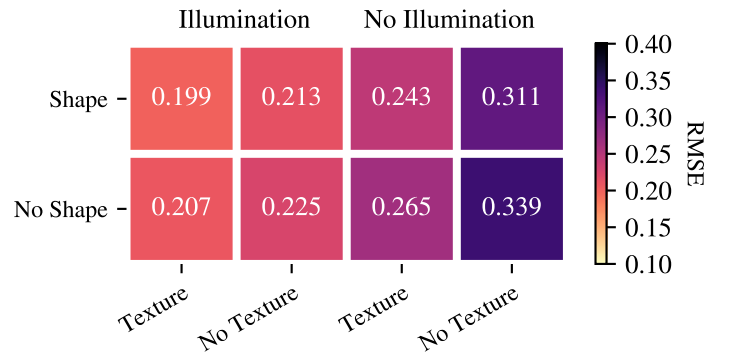 Illumination No Illumination
Shape 0.199 0.213 0.243 0.311
No Shape 0.207 0.225 0.265 0.339
Texture No Texture Texture No Texture
0.40
0.35
0.30
0.25
0.20
0.15
0.10
RMSE